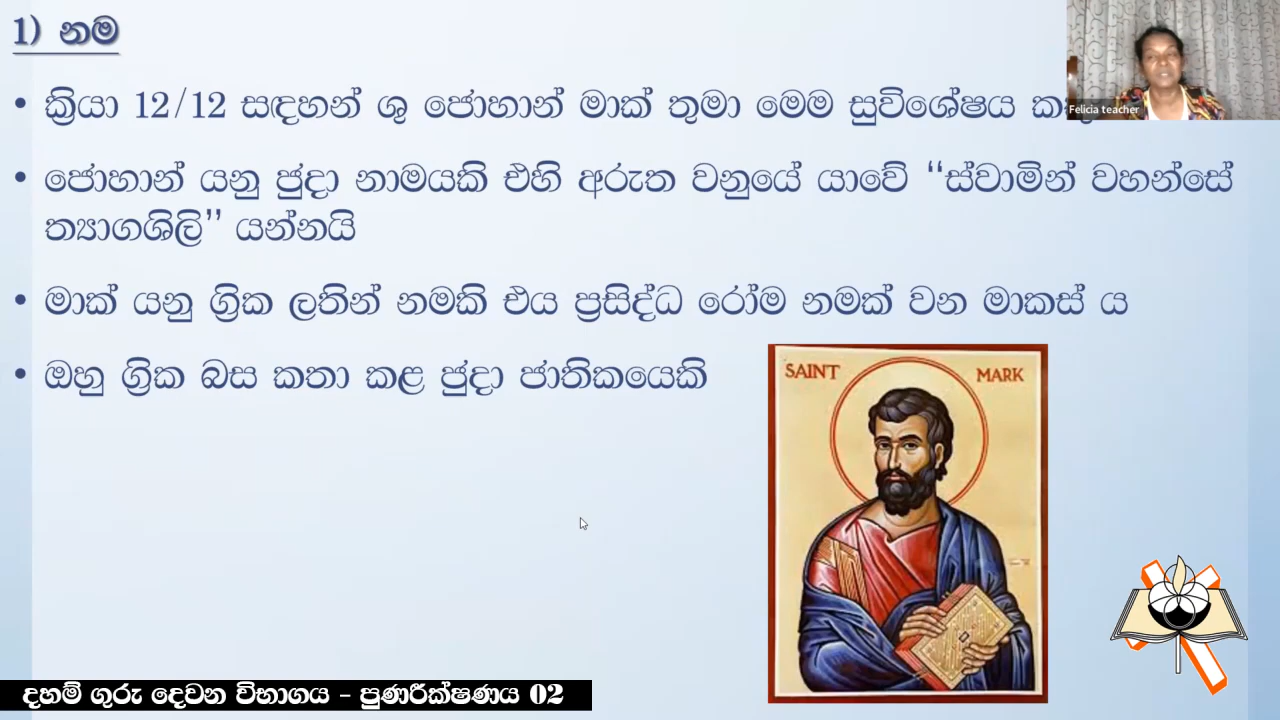 1) නම
• ක්‍රියා 12/12 සඳහන් ශු ජොහාන් මාක් තුමා මෙම සුවිශේෂය
Felicia teacher
• ජොහාන් යනු ජුදා නාමයකි එහි අරුත වනුයේ යාවේ “ස්වාමින් වහන්සේ
ත්‍යාගශිලි” යන්නයි
• මාක් යනු ග්‍රික ලතින් නමකි එය ප්‍රසිද්ධ රෝම නමක් වන මාකස් ය
• ඔහු ග්‍රික බස කතා කළ ජුදා ජාතිකයෙකි
SAINT MARK
දහම් ගුරු දෙවන විභාගය - පුණරීක්ෂණය 02